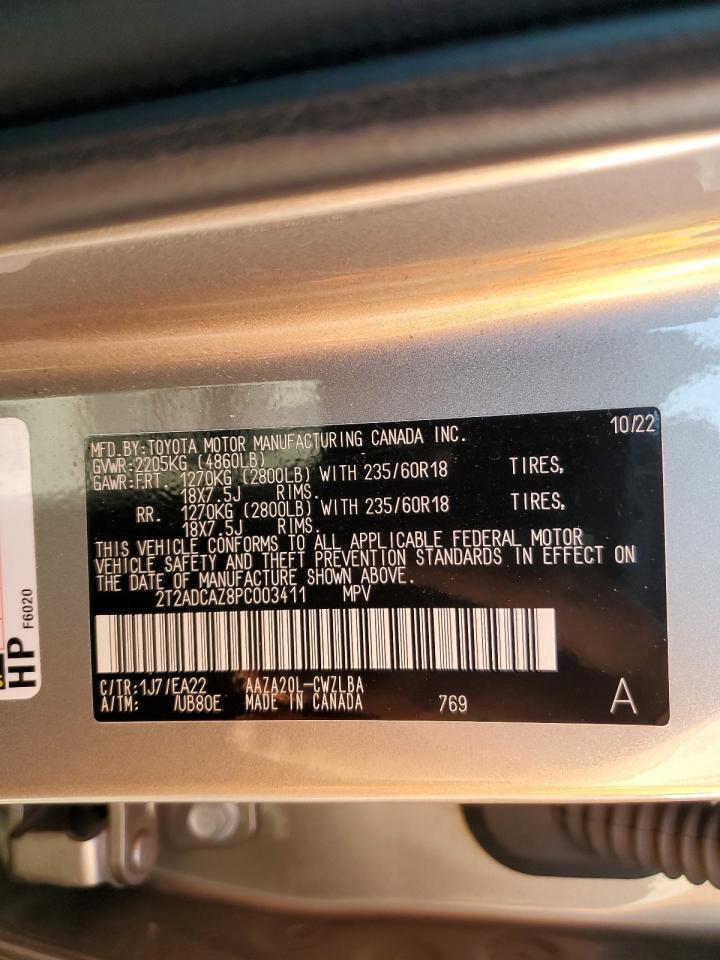 10/22
MFD.BY:TOYOTA MOTOR MANUFACTURING CANADA INC.
GVWR:2205KG (4860LB)
GAWR:F.RT 1270KG (2800LB) WITH 235/60R18 TIRES,
18X7.5J RIMS.
RR. 1270KG (2800LB) WITH 235/60R18 TIRES,
18X7.5J RIMS.
THIS VEHICLE CONFORMS TO ALL APPLICABLE FEDERAL MOTOR
VEHICLE SAFETY AND THEFT PREVENTION STANDARDS IN EFFECT ON
THE DATE OF MANUFACTURE SHOWN ABOVE.
2T2ADCAZ8PC003411 MPV
C/TR:1J7/EA22 AAZA20L-CWZLBA
A/TM: /UB80E MADE IN CANADA 769 A
HP F6020